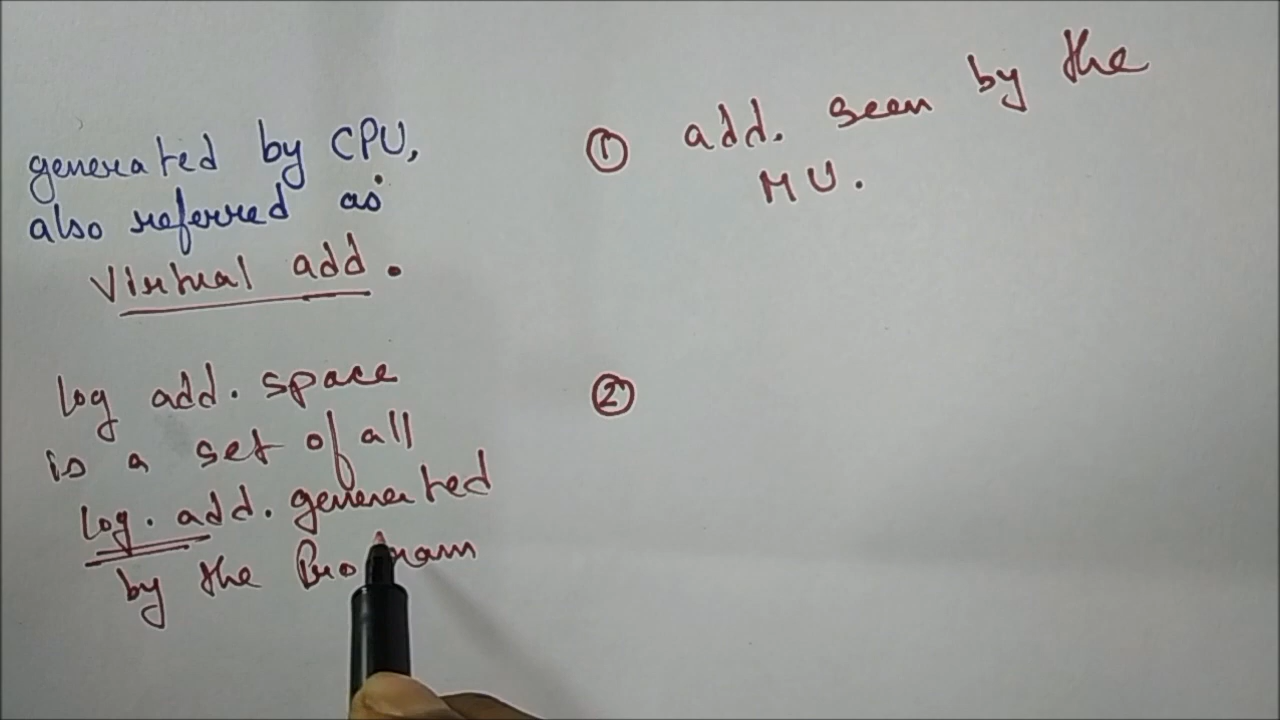 generated by CPU,
also referred as
Virtual add.
log add. space
is a set of all
log. add. generated
by the Program
① add. seen by the
MU.
②